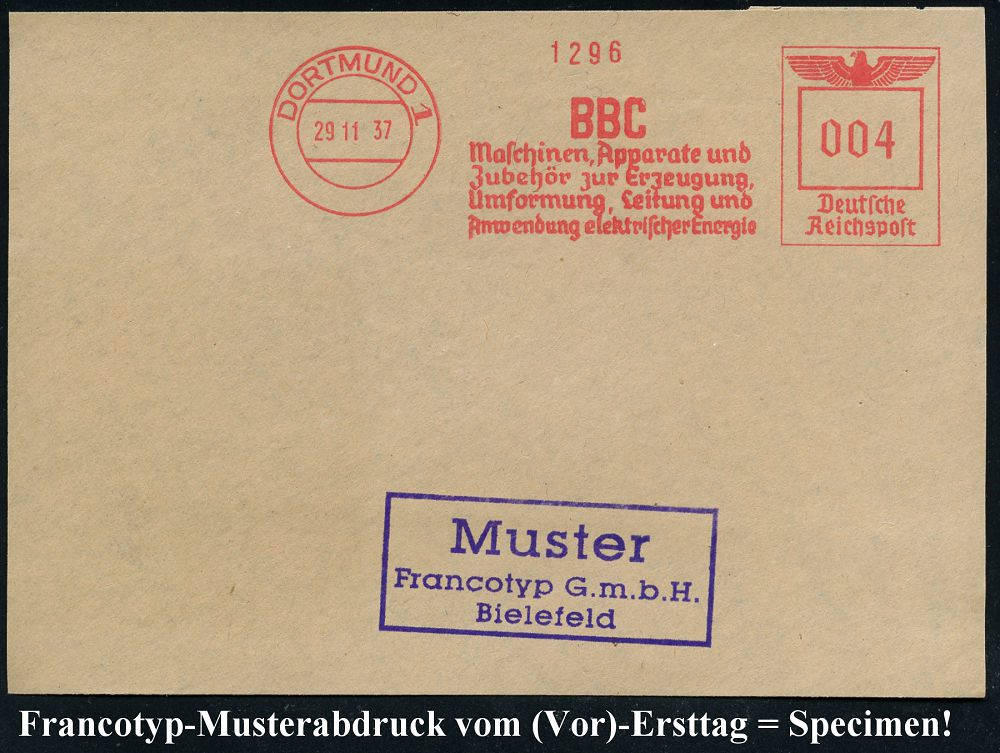 1296
DORTMUND 1
29 11 37
BBC
Maschinen, Apparate und
Zubehör zur Erzeugung,
Umformung, Leitung und
Anwendung elektrischer Energie
004
Deutsche
Reichspost
Muster
Francotyp G.m.b.H.
Bielefeld
Francotyp-Musterabdruck vom (Vor)-Ersttag = Specimen!